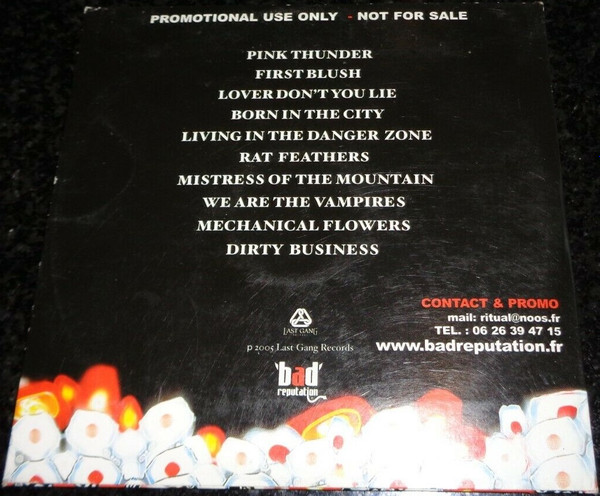 PROMOTIONAL USE ONLY - NOT FOR SALE
PINK THUNDER
FIRST BLUSH
LOVER DON'T YOU LIE
BORN IN THE CITY
LIVING IN THE DANGER ZONE
RAT FEATHERS
MISTRESS OF THE MOUNTAIN
WE ARE THE VAMPIRES
MECHANICAL FLOWERS
DIRTY BUSINESS
CONTACT & PROMO
mail: ritual@noos.fr
TEL. : 06 26 39 47 15
www.badreputation.fr
LAST GANG
p 2005 Last Gang Records
bad
reputation